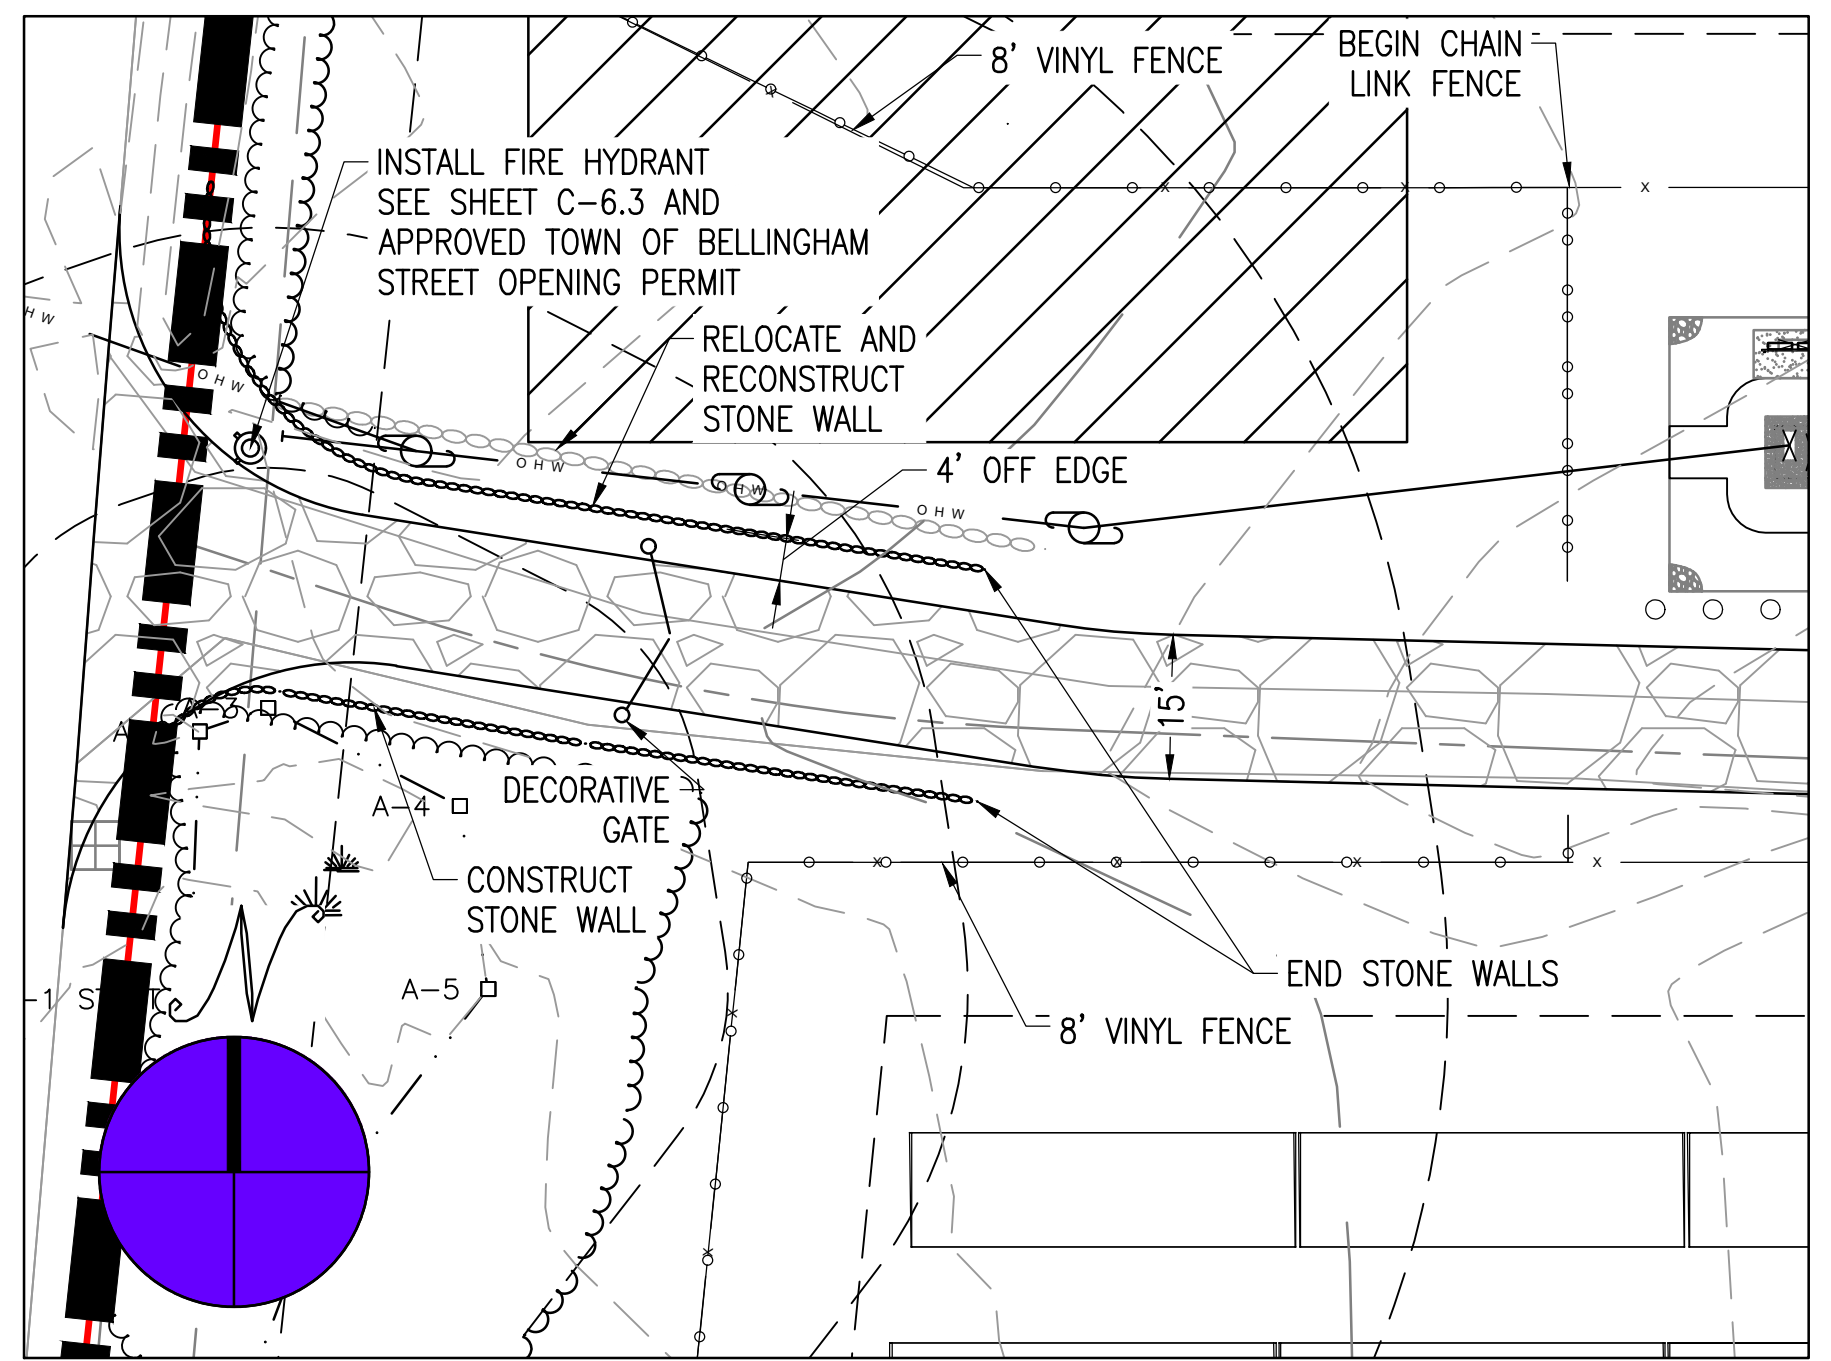 8' VINYL FENCE
BEGIN CHAIN
LINK FENCE
INSTALL FIRE HYDRANT
SEE SHEET C-6.3 AND
APPROVED TOWN OF BELLINGHAM
STREET OPENING PERMIT
OHW
RELOCATE AND
RECONSTRUCT
STONE WALL
OHW
4' OFF EDGE
OHW
OHW
OHW
15'
A-4
DECORATIVE
GATE
CONSTRUCT
STONE WALL
A-5
END STONE WALLS
8' VINYL FENCE